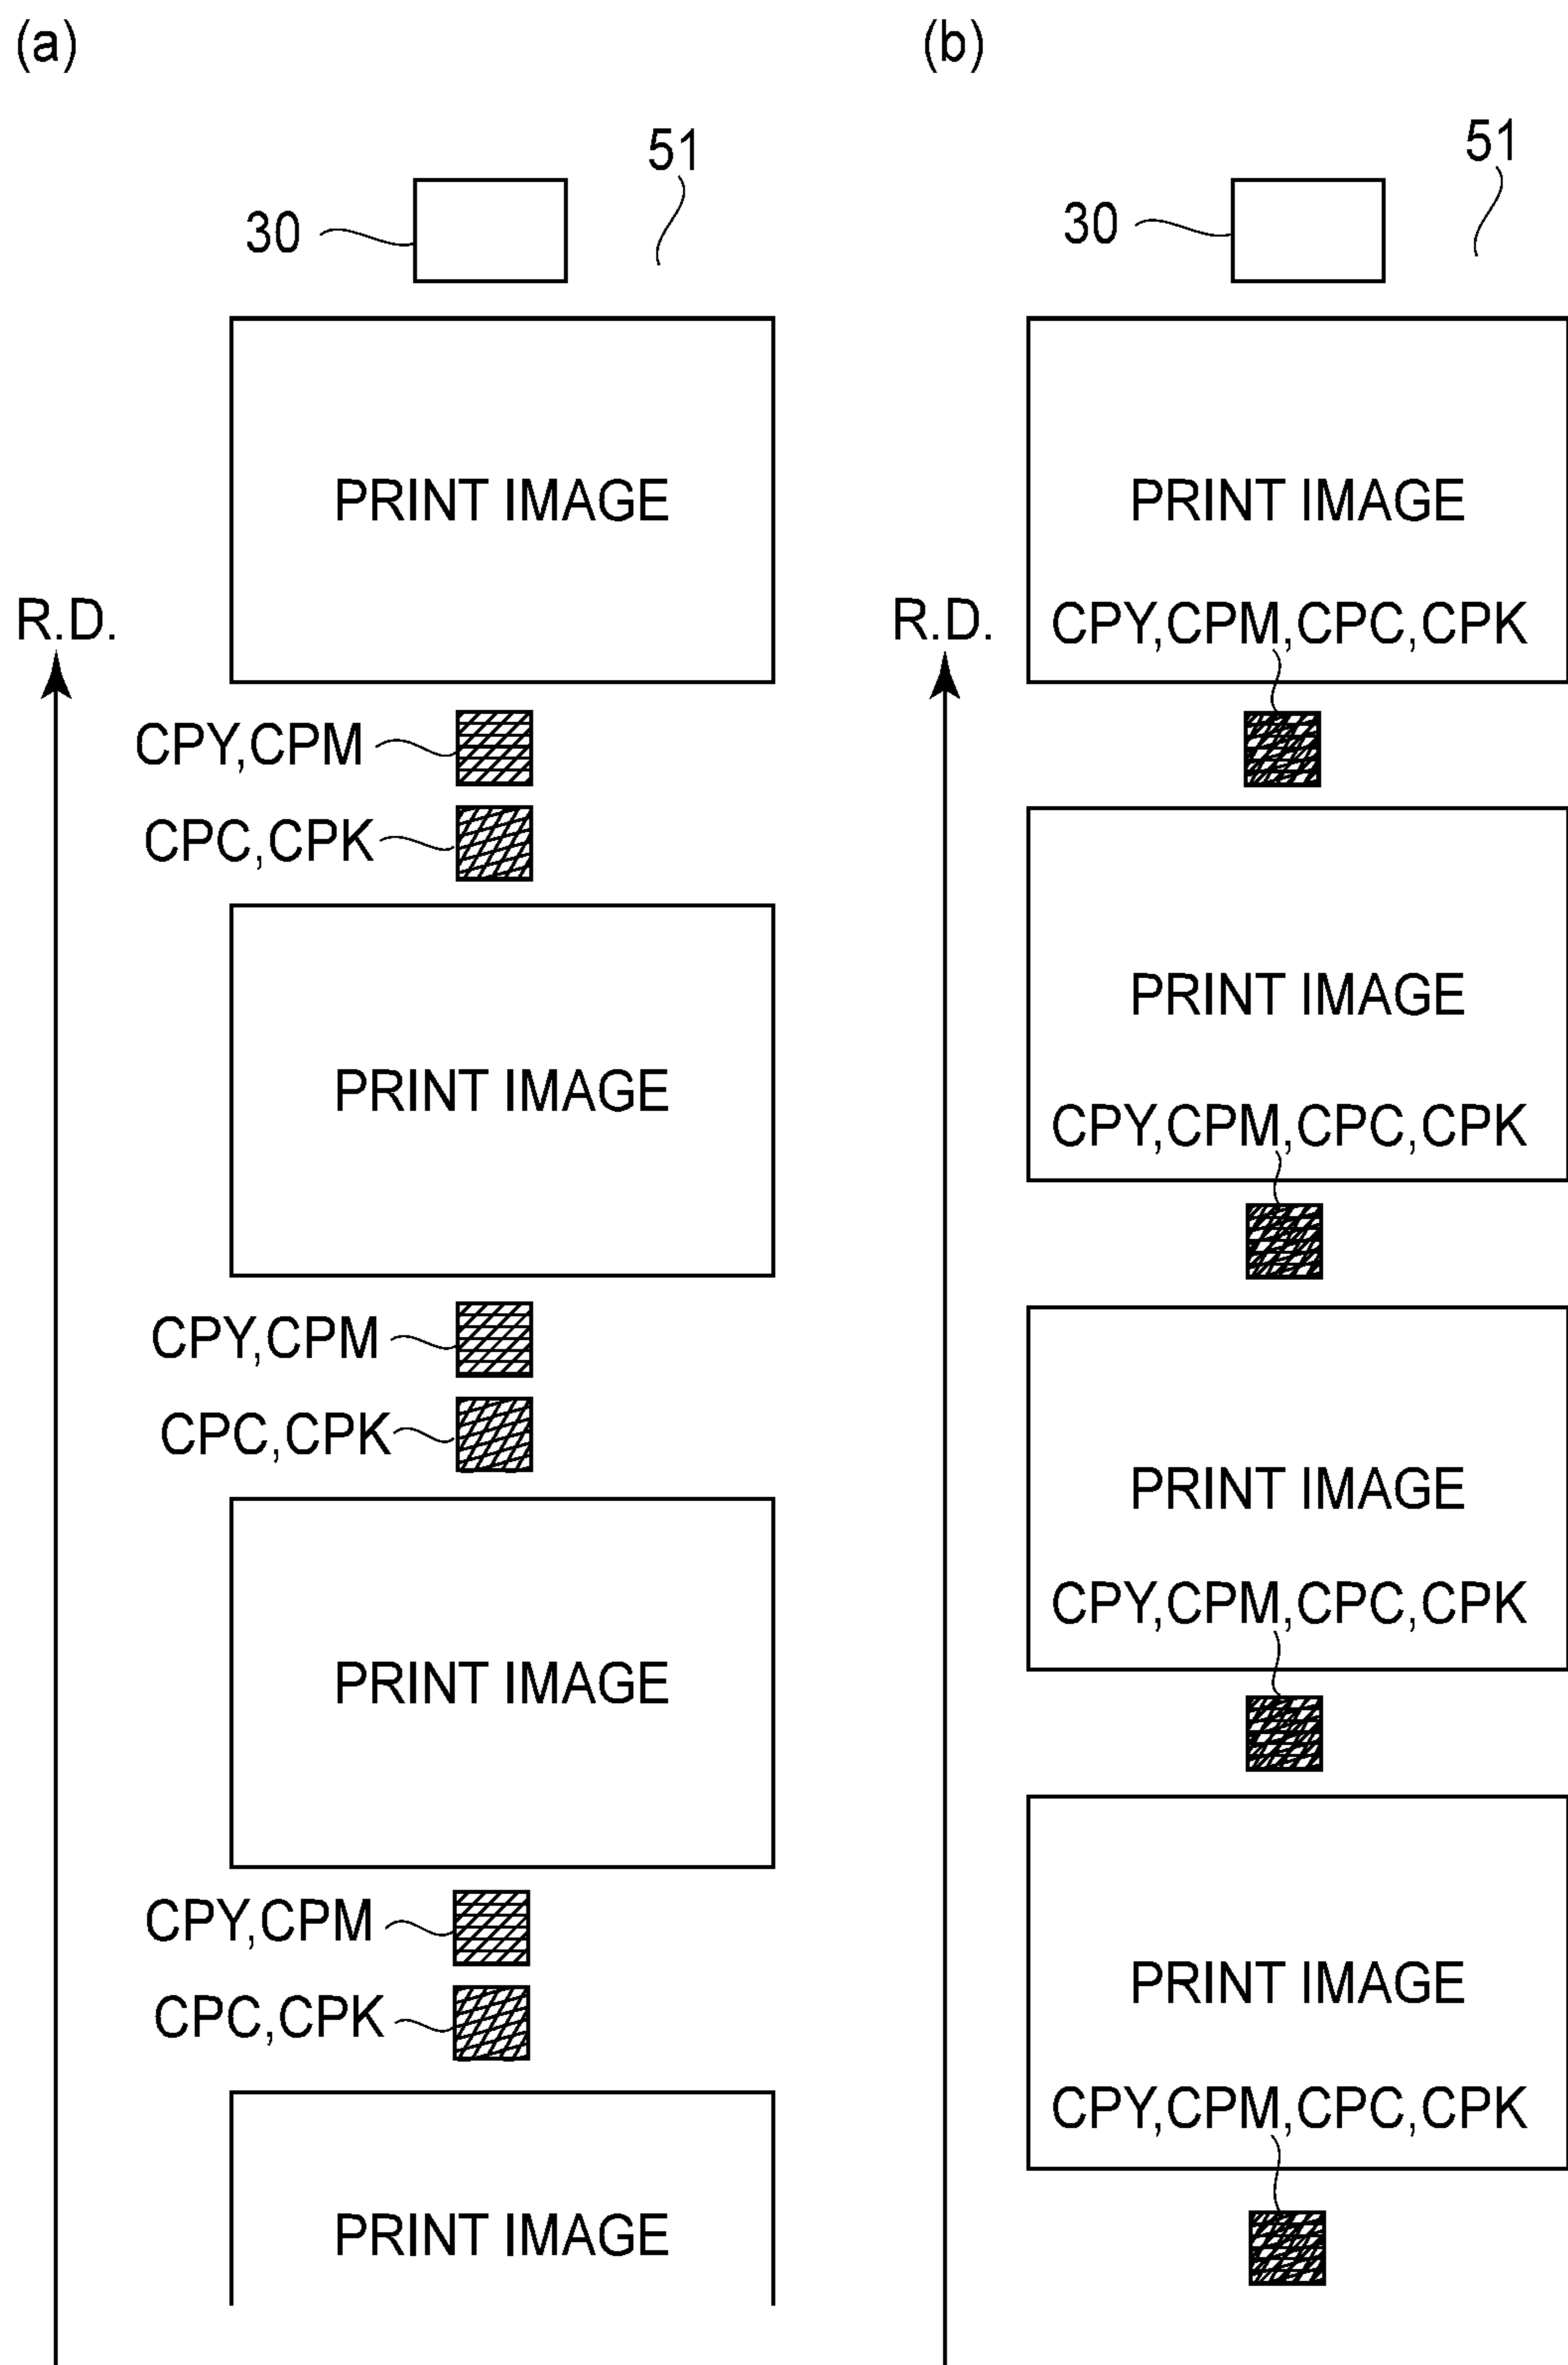 (a)
51
30
PRINT IMAGE
R.D.
CPY,CPM
CPC,CPK
PRINT IMAGE
CPY,CPM
CPC,CPK
PRINT IMAGE
CPY,CPM
CPC,CPK
PRINT IMAGE
(b)
51
30
PRINT IMAGE
R.D.
CPY,CPM,CPC,CPK
PRINT IMAGE
CPY,CPM,CPC,CPK
PRINT IMAGE
CPY,CPM,CPC,CPK
PRINT IMAGE
CPY,CPM,CPC,CPK